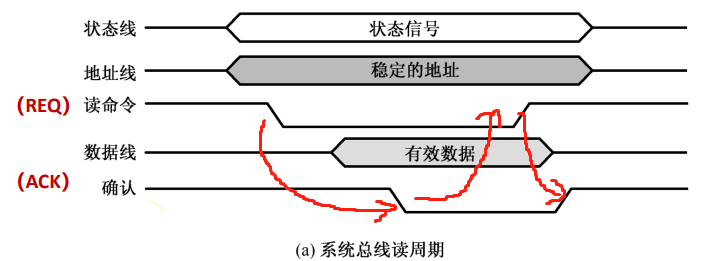 状态线 状态信号
地址线 稳定的地址
(REQ) 读命令
数据线 有效数据
(ACK) 确认
(a) 系统总线读周期